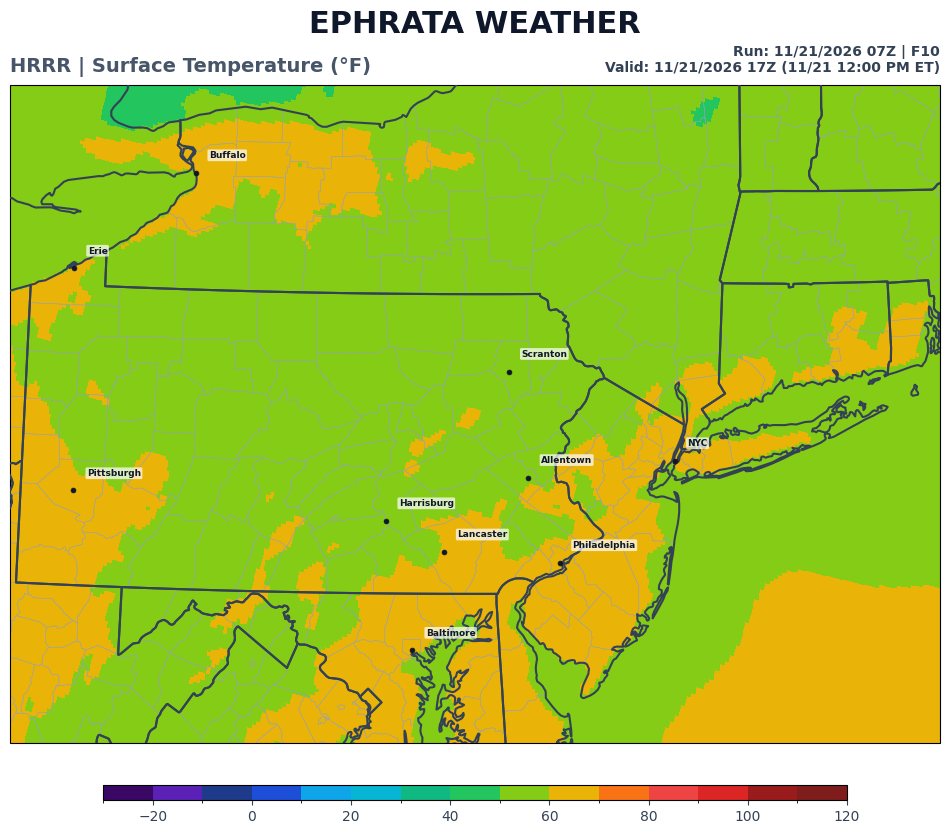 EPHRATA WEATHER
HRRR | Surface Temperature (°F)
Run: 11/21/2026 07Z | F10
Valid: 11/21/2026 17Z (11/21 12:00 PM ET)
Buffalo
Erie
Scranton
NYC
Allentown
Pittsburgh
Harrisburg
Lancaster
Philadelphia
Baltimore
−20 0 20 40 60 80 100 120